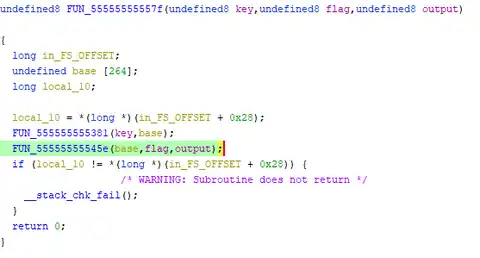 undefined8 FUN_55555555557f(undefined8 key,undefined8 flag,undefined8 output)
{
long in_FS_OFFSET;
undefined base [264];
long local_10;
local_10 = *(long *)(in_FS_OFFSET + 0x28);
FUN_555555555381(key,base);
FUN_55555555545e(base,flag,output);
if (local_10 != *(long *)(in_FS_OFFSET + 0x28)) {
/* WARNING: Subroutine does not return */
__stack_chk_fail();
}
return 0;
}